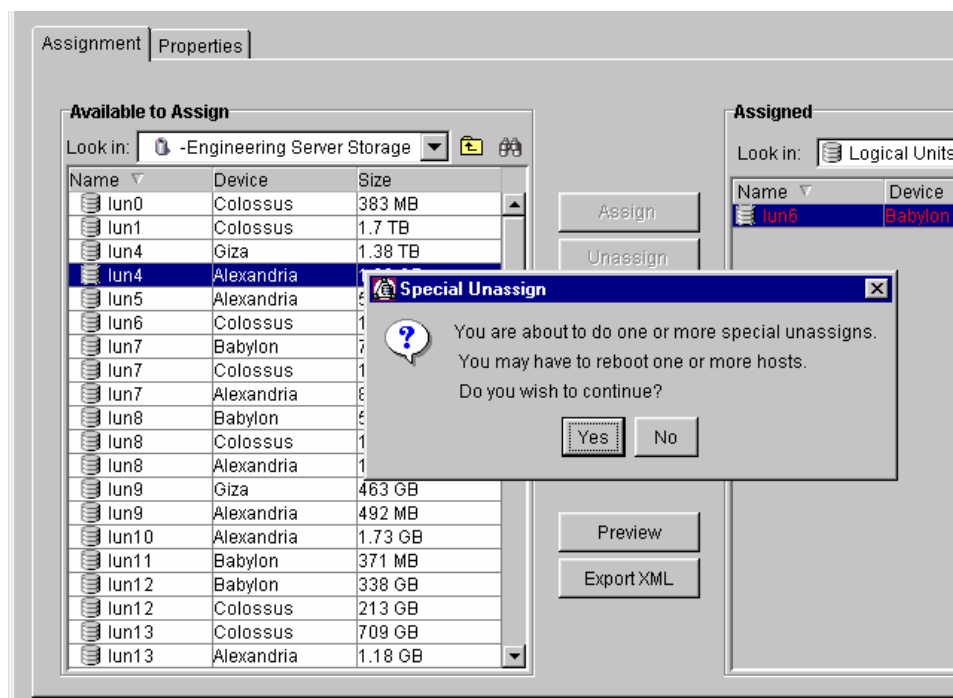 Assignment Properties
Available to Assign
Look in: -Engineering Server Storage
Name Device Size
lun0 Colossus 383 MB
lun1 Colossus 1.7 TB
lun4 Giza 1.38 TB
lun4 Alexandria
lun5 Alexandria
lun6 Colossus
lun7 Babylon
lun7 Colossus
lun7 Alexandria
lun8 Babylon
lun8 Colossus
lun8 Alexandria
lun9 Giza 463 GB
lun9 Alexandria 492 MB
lun10 Alexandria 1.73 GB
lun11 Babylon 371 MB
lun12 Babylon 338 GB
lun12 Colossus 213 GB
lun13 Colossus 709 GB
lun13 Alexandria 1.18 GB
Assign
Unassign
Special Unassign
You are about to do one or more special unassigns.
You may have to reboot one or more hosts.
Do you wish to continue?
Yes No
Preview
Export XML
Assigned
Look in: Logical Units
Name Device
lun6 Babylon